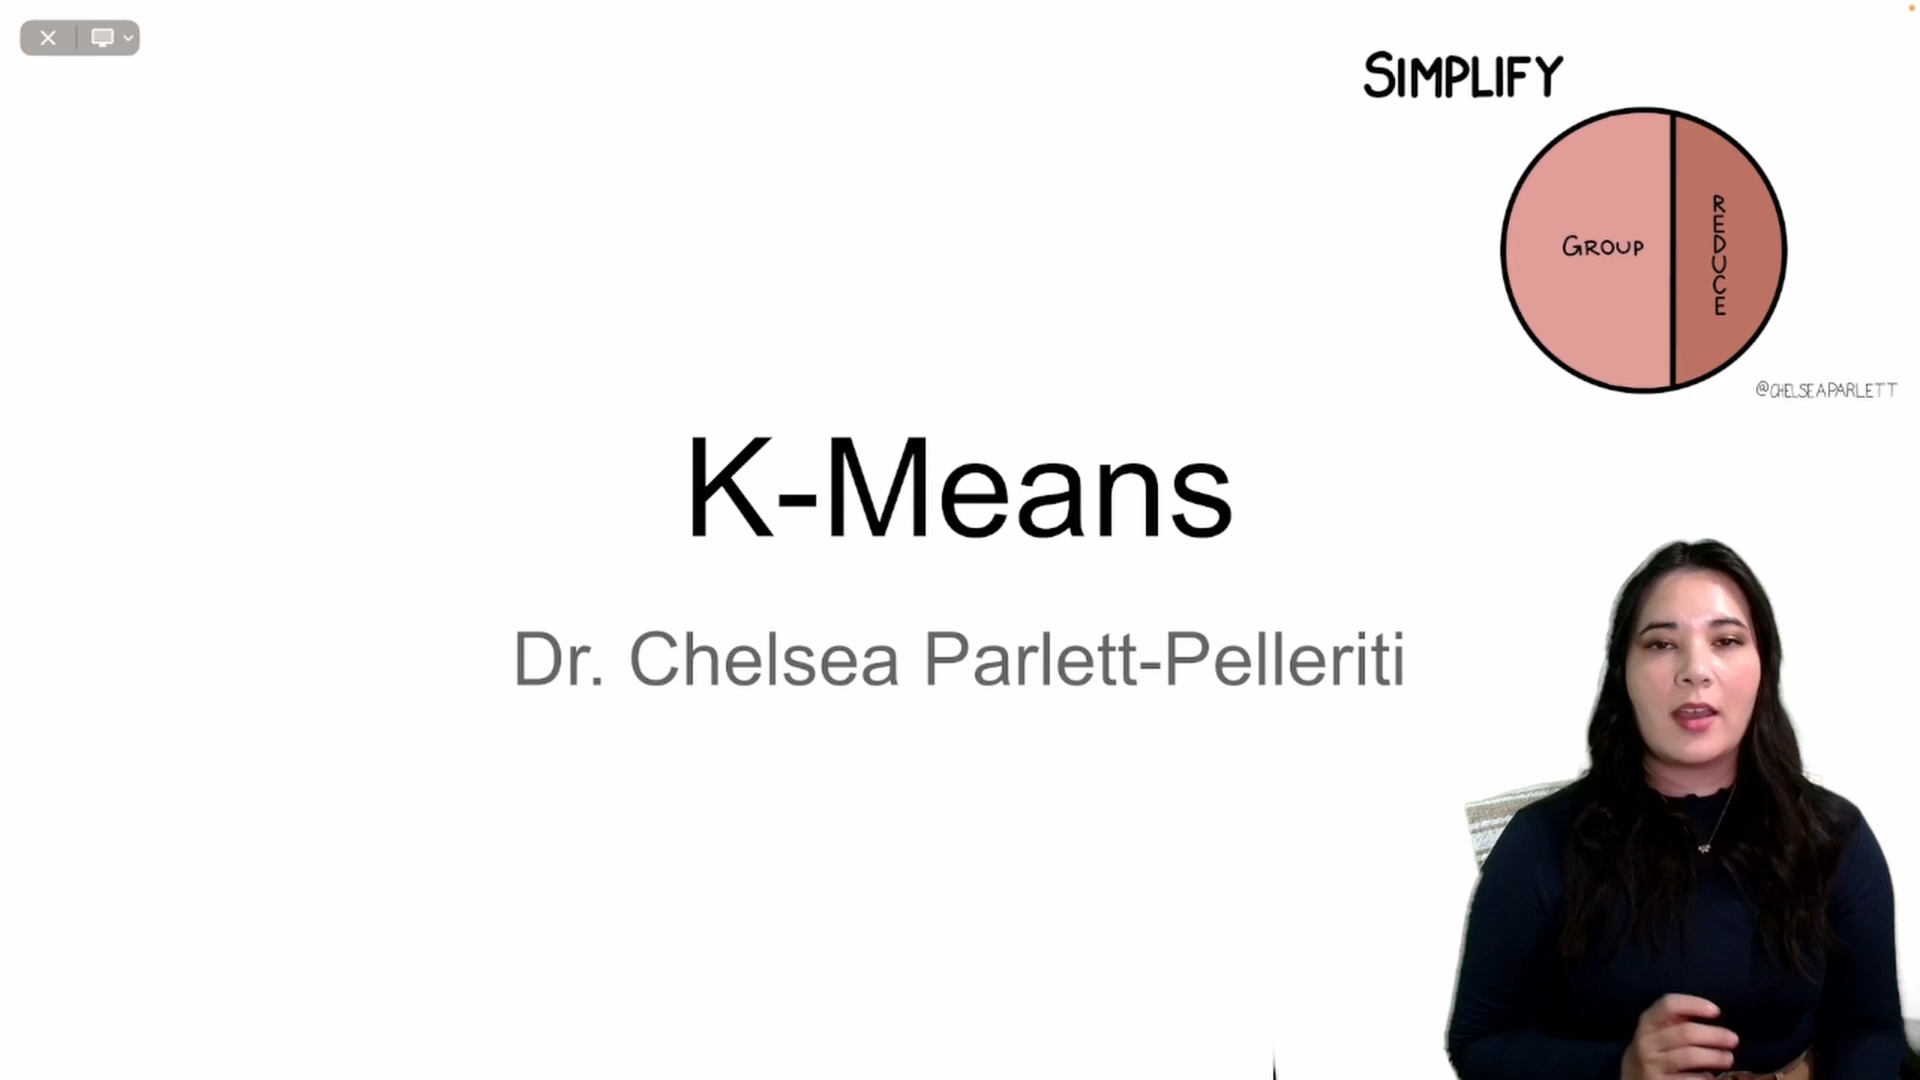 SIMPLIFY
GROUP
REDUCE
@CHELSEAPARLETT
K-Means
Dr. Chelsea Parlett-Pelleriti